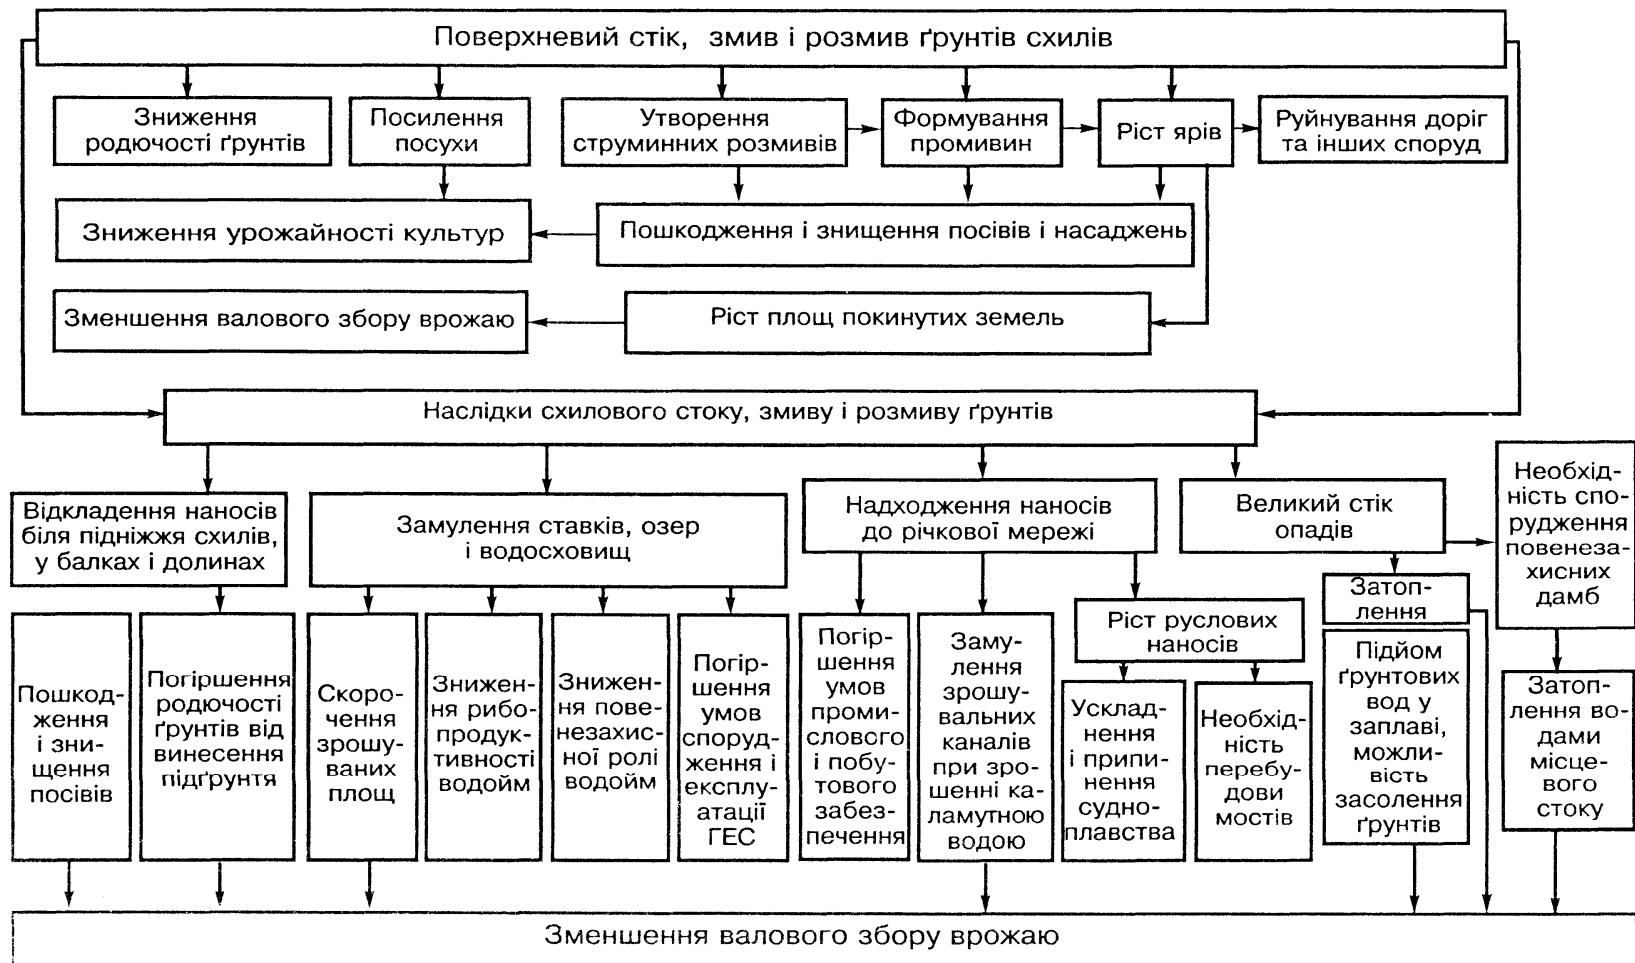 Поверхневий стік, змив і розмив ґрунтів схилів
Зниження
родючості ґрунтів
Посилення
посухи
Утворення
струминних розмивів
Формування
промивин
Ріст ярів
Руйнування доріг
та інших споруд
Зниження урожайності культур
Пошкодження і знищення посівів і насаджень
Зменшення валового збору врожаю
Ріст площ покинутих земель
Наслідки схилового стоку, змиву і розмиву ґрунтів
Відкладення наносів
біля підніжжя схилів,
у балках і долинах
Замулення ставків, озер
і водосховищ
Надходження наносів
до річкової мережі
Великий стік
опадів
Необхід-
ність спо-
рудження
повенеза-
хисних
дамб
Пошкод-
ження
і зни-
щення
посівів
Погіршення
родючості
ґрунтів від
винесення
підґрунтя
Скоро-
чення
зрошу-
ваних
площ
Знижен-
ня рибо-
продук-
тивності
водойм
Знижен-
ня пове-
незахис-
ної ролі
водойм
Погір-
шення
умов
споруд-
ження і
експлу-
атації
ГЕС
Погір-
шення
умов
проми-
слового
і побу-
тового
забез-
печення
Заму-
лення
зрошу-
вальних
каналів
при зро-
шенні ка-
ламутною
водою
Ріст руслових
наносів
Усклад-
нення
і припи-
нення
судно-
плавства
Необхід-
ність
перебу-
дови
мостів
Затоп-
лення
Підйом
ґрунтових
вод у
заплаві,
можли-
вість
засолення
ґрунтів
Затоп-
лення во-
дами
місце-
вого
стоку
Зменшення валового збору врожаю